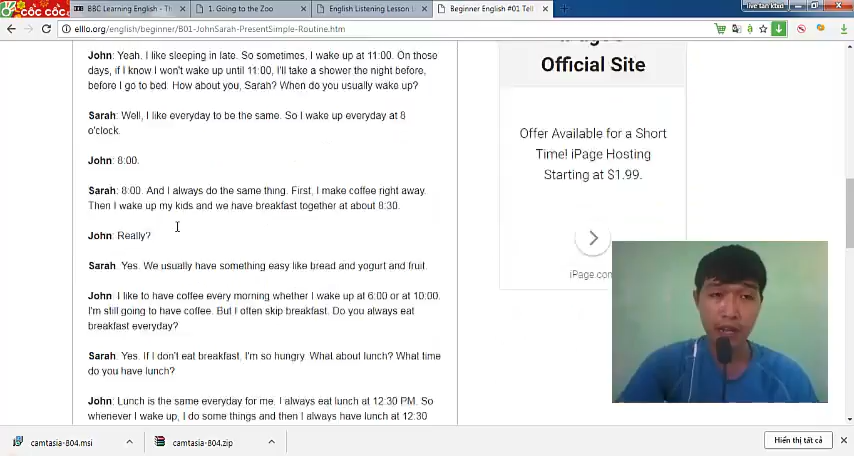 CỐC CỐC
BBC Learning English - Th
1. Going to the Zoo
English Listening Lesson L
Beginner English #01 Tell
live tan kted
elllo.org/english/beginner/B01-JohnSarah-PresentSimple-Routine.htm
John: Yeah. I like sleeping in late. So sometimes, I wake up at 11:00. On those
days, if I know I won't wake up until 11:00, I'll take a shower the night before,
before I go to bed. How about you, Sarah? When do you usually wake up?
Sarah: Well, I like everyday to be the same. So I wake up everyday at 8
o'clock.
John: 8:00.
Sarah: 8:00. And I always do the same thing. First, I make coffee right away.
Then I wake up my kids and we have breakfast together at about 8:30.
John: Really?
Sarah: Yes. We usually have something easy like bread and yogurt and fruit.
John: I like to have coffee every morning whether I wake up at 6:00 or at 10:00.
I'm still going to have coffee. But I often skip breakfast. Do you always eat
breakfast everyday?
Sarah: Yes. If I don't eat breakfast, I'm so hungry. What about lunch? What time
do you have lunch?
John: Lunch is the same everyday for me. I always eat lunch at 12:30 PM. So
whenever I wake up, I do some things and then I always have lunch at 12:30
Official Site
Offer Available for a Short
Time! iPage Hosting
Starting at $1.99.
iPage.com
camtasia-804.msi
camtasia-804.zip
Hiển thị tất cả